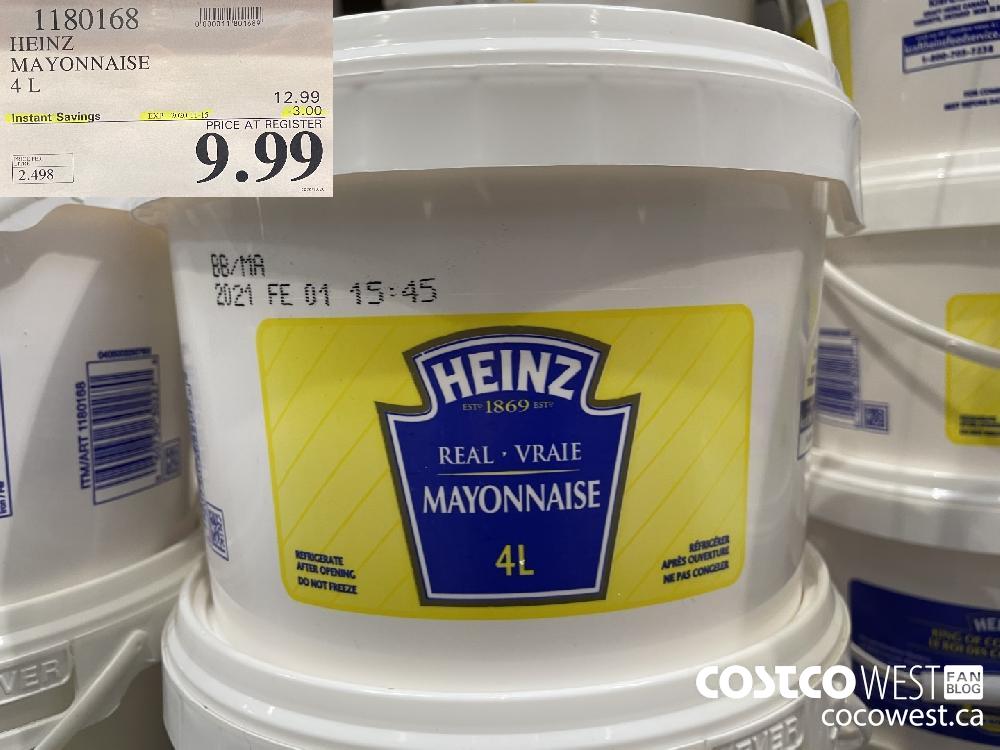 1180168
HEINZ
MAYONNAISE
4 L
12.99
Instant Savings
-3.00
PRICE AT REGISTER
9.99
2.498
BB/MA
2021 FE 01 15:45
HEINZ
ESTD 1869 ESTD
REAL · VRAIE
MAYONNAISE
4L
REFRIGERATE
AFTER OPENING
DO NOT FREEZE
RÉFRIGÉRER
APRÈS OUVERTURE
NE PAS CONGELER
ITM/ART 1180168
COSTCO WEST FAN BLOG
cocowest.ca